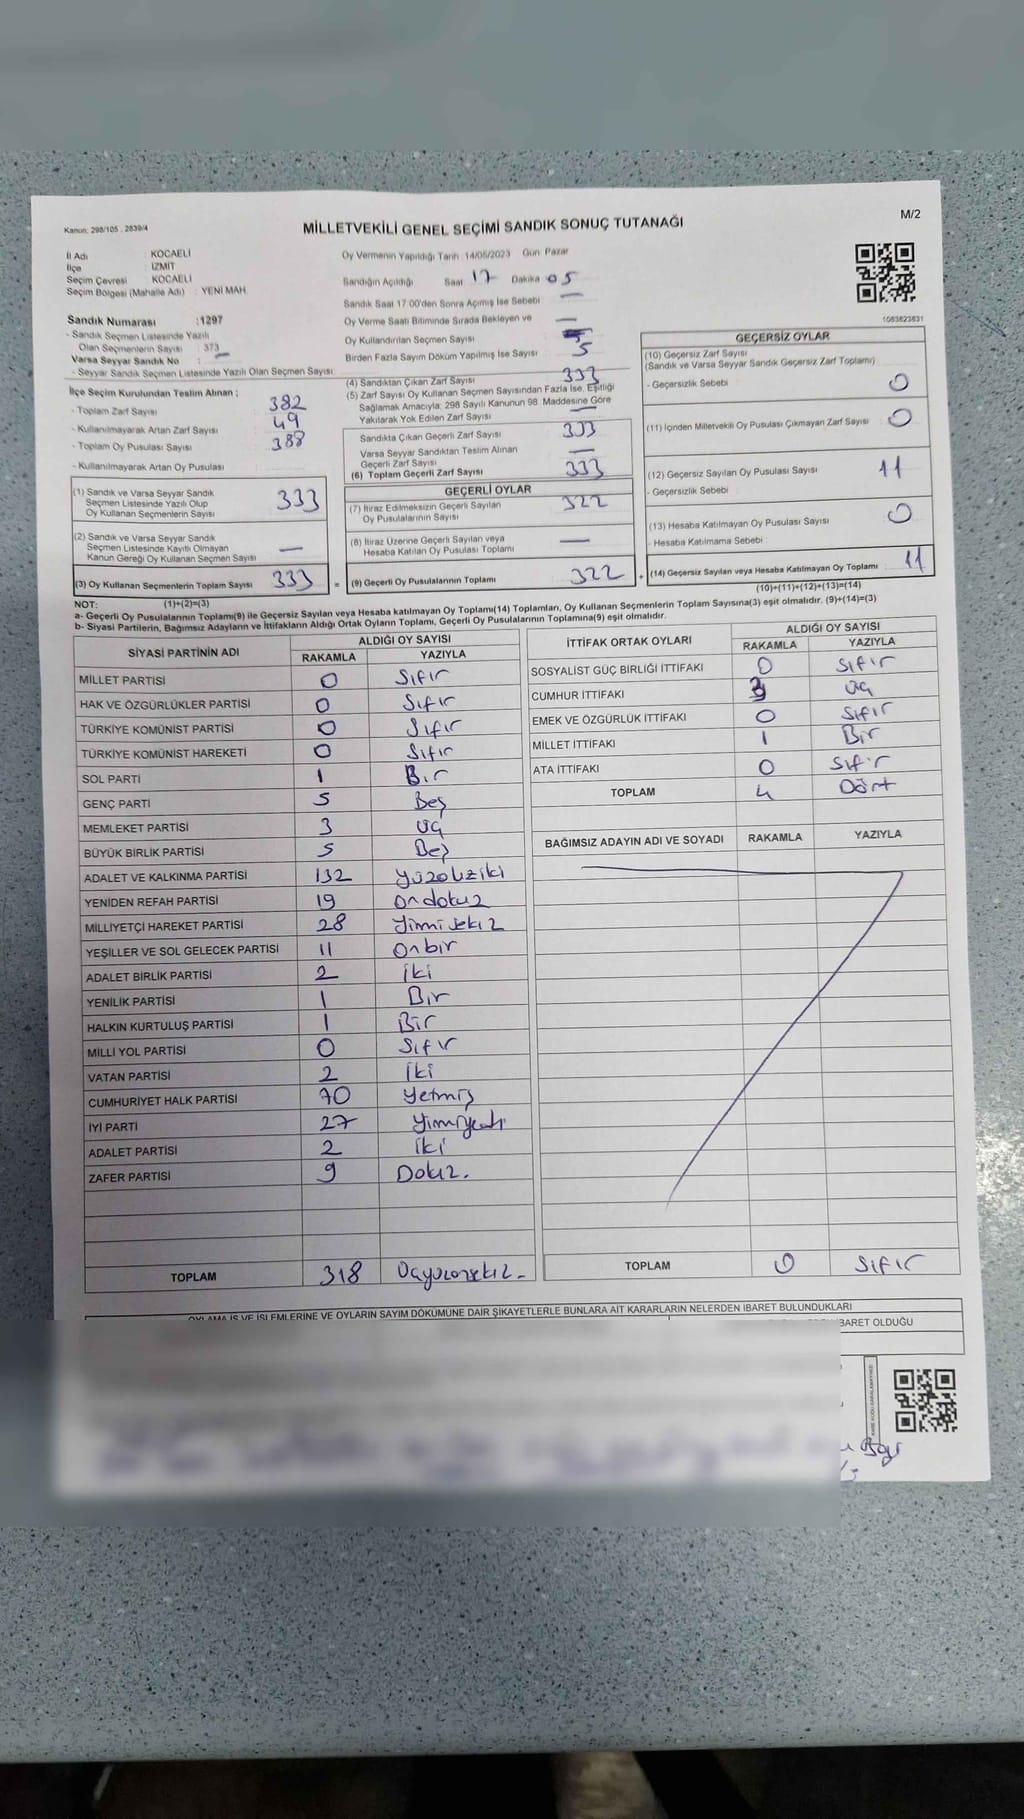 M/2
Kanun: 298/105 . 2839/4
MİLLETVEKİLİ GENEL SEÇİMİ SANDIK SONUÇ TUTANAĞI
İl Adı : KOCAELİ
İlçe : İZMİT
Seçim Çevresi : KOCAELİ
Seçim Bölgesi (Mahalle Adı) : YENİ MAH.
Sandık Numarası :1297
- Sandık Seçmen Listesinde Yazılı
Olan Seçmenlerin Sayısı : 373
Varsa Seyyar Sandık No : —
- Seyyar Sandık Seçmen Listesinde Yazılı Olan Seçmen Sayısı:
İlçe Seçim Kurulundan Teslim Alınan ;
- Toplam Zarf Sayısı 382
- Kullanılmayarak Artan Zarf Sayısı 49
- Toplam Oy Pusulası Sayısı 388
- Kullanılmayarak Artan Oy Pusulası
(1) Sandık ve Varsa Seyyar Sandık
Seçmen Listesinde Yazılı Olup
Oy Kullanan Seçmenlerin Sayısı 333
(2) Sandık ve Varsa Seyyar Sandık
Seçmen Listesinde Kayıtlı Olmayan
Kanun Gereği Oy Kullanan Seçmen Sayısı —
(3) Oy Kullanan Seçmenlerin Toplam Sayısı 333 =
Oy Vermenin Yapıldığı Tarih: 14/05/2023 Gün: Pazar
Sandığın Açıldığı Saat 17 Dakika 05
Sandık Saat 17:00'den Sonra Açımış İse Sebebi —
Oy Verme Saati Bitiminde Sırada Bekleyen ve —
Oy Kullandırılan Seçmen Sayısı
Birden Fazla Sayım Döküm Yapılmış İse Sayısı 5
(4) Sandıktan Çıkan Zarf Sayısı 333
(5) Zarf Sayısı Oy Kullanan Seçmen Sayısından Fazla İse, Eşitliği
Sağlamak Amacıyla; 298 Sayılı Kanunun 98. Maddesine Göre
Yakılarak Yok Edilen Zarf Sayısı —
Sandıkta Çıkan Geçerli Zarf Sayısı 333
Varsa Seyyar Sandıktan Teslim Alınan
Geçerli Zarf Sayısı —
(6) Toplam Geçerli Zarf Sayısı 333
GEÇERLİ OYLAR
(7) İtiraz Edilmeksizin Geçerli Sayılan
Oy Pusulalarının Sayısı 322
(8) İtiraz Üzerine Geçerli Sayılan veya
Hesaba Katılan Oy Pusulası Toplamı —
(9) Geçerli Oy Pusulalarının Toplamı 322 +
1083623831
GEÇERSİZ OYLAR
(10) Geçersiz Zarf Sayısı
(Sandık ve Varsa Seyyar Sandık Geçersiz Zarf Toplamı)
- Geçersizlik Sebebi : 0
(11) İçinden Milletvekili Oy Pusulası Çıkmayan Zarf Sayısı 0
(12) Geçersiz Sayılan Oy Pusulası Sayısı 11
- Geçersizlik Sebebi :
(13) Hesaba Katılmayan Oy Pusulası Sayısı 0
- Hesaba Katılmama Sebebi :
(14) Geçersiz Sayılan veya Hesaba Katılmayan Oy Toplamı 11
(10)+(11)+(12)+(13)=(14)
NOT: (1)+(2)=(3)
a- Geçerli Oy Pusulalarının Toplamı(9) ile Geçersiz Sayılan veya Hesaba katılmayan Oy Toplamı(14) Toplamları, Oy Kullanan Seçmenlerin Toplam Sayısına(3) eşit olmalıdır. (9)+(14)=(3)
b- Siyasi Partilerin, Bağımsız Adayların ve İttifakların Aldığı Ortak Oyların Toplamı, Geçerli Oy Pusulalarının Toplamına(9) eşit olmalıdır.
SİYASİ PARTİNİN ADI ALDIĞI OY SAYISI
RAKAMLA YAZIYLA
MİLLET PARTİSİ 0 Sıfır
HAK VE ÖZGÜRLÜKLER PARTİSİ 0 Sıfır
TÜRKİYE KOMÜNİST PARTİSİ 0 Sıfır
TÜRKİYE KOMÜNİST HAREKETİ 0 Sıfır
SOL PARTİ 1 Bir
GENÇ PARTİ 5 Beş
MEMLEKET PARTİSİ 3 üç
BÜYÜK BİRLİK PARTİSİ 5 Beş
ADALET VE KALKINMA PARTİSİ 132 yüzotuziki
YENİDEN REFAH PARTİSİ 19 ondokuz
MİLLİYETÇİ HAREKET PARTİSİ 28 yirmisekiz
YEŞİLLER VE SOL GELECEK PARTİSİ 11 onbir
ADALET BİRLİK PARTİSİ 2 iki
YENİLİK PARTİSİ 1 Bir
HALKIN KURTULUŞ PARTİSİ 1 Bir
MİLLİ YOL PARTİSİ 0 Sıfır
VATAN PARTİSİ 2 iki
CUMHURİYET HALK PARTİSİ 70 yetmiş
İYİ PARTİ 27 yirmiyedi
ADALET PARTİSİ 2 iki
ZAFER PARTİSİ 9 Dokuz.
TOPLAM 318 üçyüzonsekiz-
İTTİFAK ORTAK OYLARI ALDIĞI OY SAYISI
RAKAMLA YAZIYLA
SOSYALİST GÜÇ BİRLİĞİ İTTİFAKI 0 Sıfır
CUMHUR İTTİFAKI 3 üç
EMEK VE ÖZGÜRLÜK İTTİFAKI 0 Sıfır
MİLLET İTTİFAKI 1 Bir
ATA İTTİFAKI 0 Sıfır
TOPLAM 4 Dört
BAĞIMSIZ ADAYIN ADI VE SOYADI RAKAMLA YAZIYLA
TOPLAM 0 Sıfır
OYLAMA İŞ VE İŞLEMLERİNE VE OYLARIN SAYIM DÖKÜMÜNE DAİR ŞİKAYETLERLE BUNLARA AİT KARARLARIN NELERDEN İBARET BULUNDUKLARI
İBARET OLDUĞU